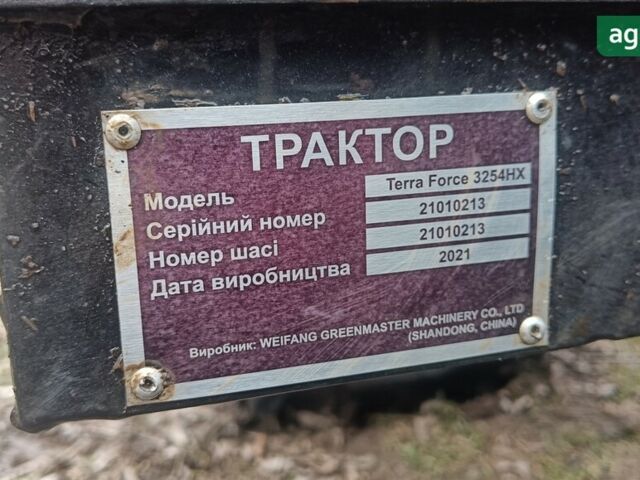 ag
ТРАКТОР
Модель Terra Force 3254HX
Серійний номер 21010213
Номер шасі 21010213
Дата виробництва 2021
Виробник: WEIFANG GREENMASTER MACHINERY CO., LTD
(SHANDONG, CHINA)